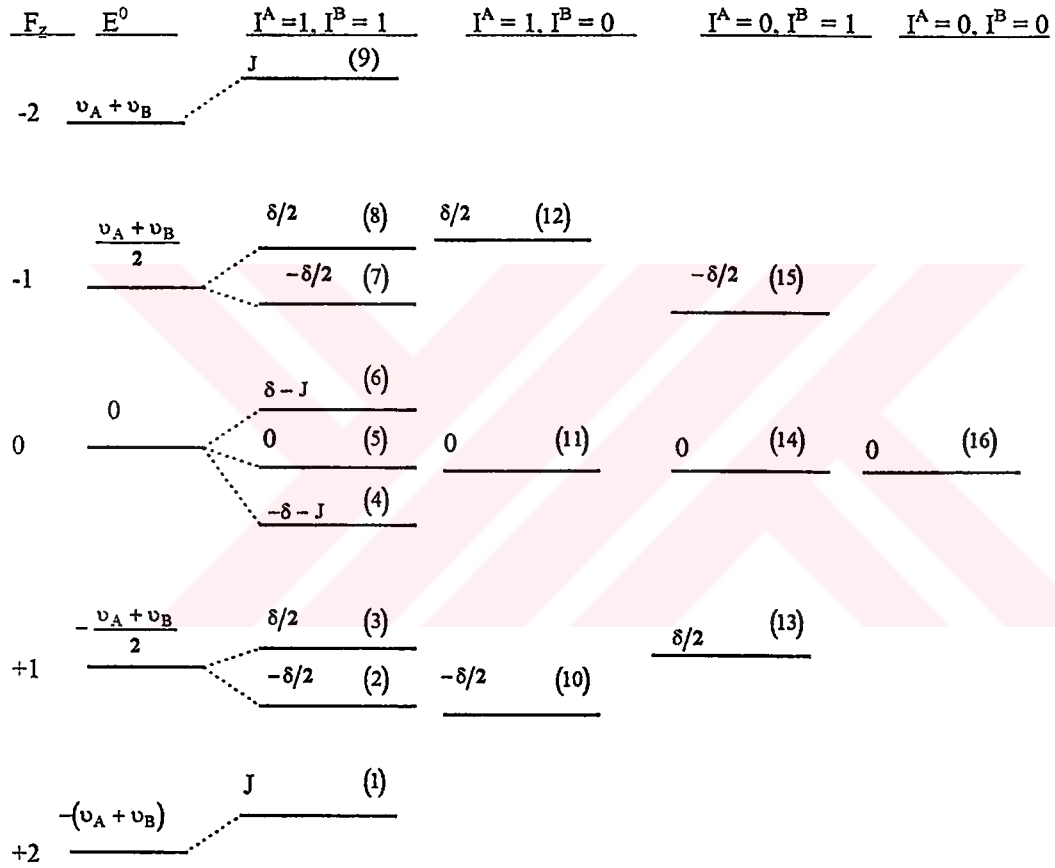 F_z E⁰ I^A=1, I^B=1 I^A=1, I^B=0 I^A=0, I^B=1 I^A=0, I^B=0
J (9)
-2 υ_A + υ_B
δ/2 (8) δ/2 (12)
(υ_A + υ_B)/2
-1 −δ/2 (7) −δ/2 (15)
δ − J (6)
0
0 0 (5) 0 (11) 0 (14) 0 (16)
−δ − J (4)
−(υ_A + υ_B)/2 δ/2 (3) δ/2 (13)
+1 −δ/2 (2) −δ/2 (10)
J (1)
−(υ_A + υ_B)
+2